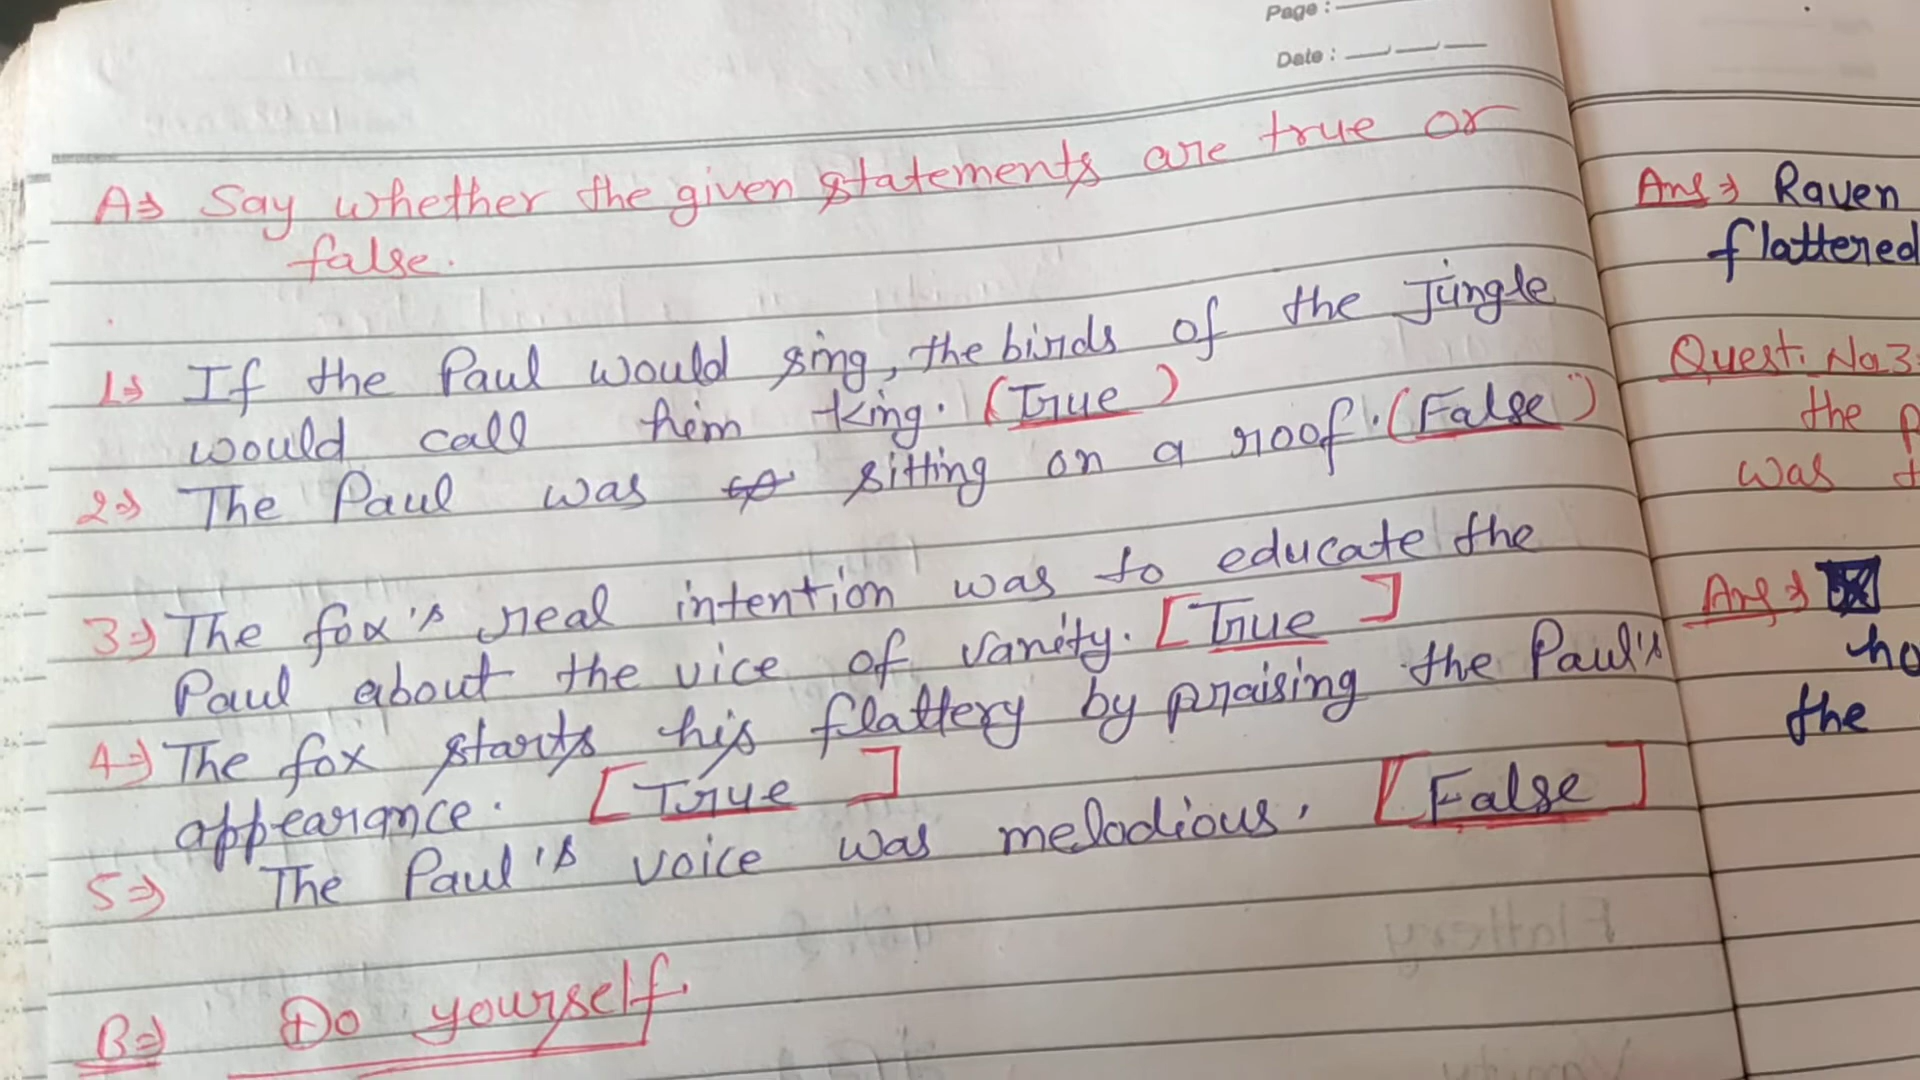 Page :
Date :
A⇒ Say whether the given statements are true or
false.
1⇒ If the Paul would sing, the birds of the Jungle
would call him king. (True)
2⇒ The Paul was sitting on a roof. (False)
3⇒ The fox's real intention was to educate the
Paul about the vice of vanity. [True]
4⇒ The fox starts his flattery by praising the Paul's
appearance. [True]
5⇒ The Paul's voice was melodious. [False]
B⇒ Do yourself.
Ans⇒ Raven
flattered
Quest. No 3
the
was
Ans⇒
the